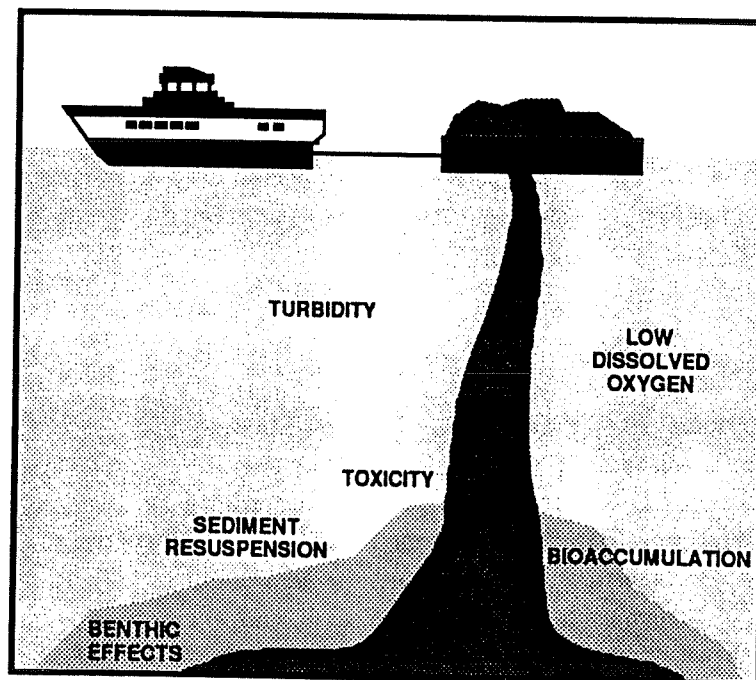 TURBIDITY
LOW
DISSOLVED
OXYGEN
TOXICITY
SEDIMENT
RESUSPENSION
BIOACCUMULATION
BENTHIC
EFFECTS